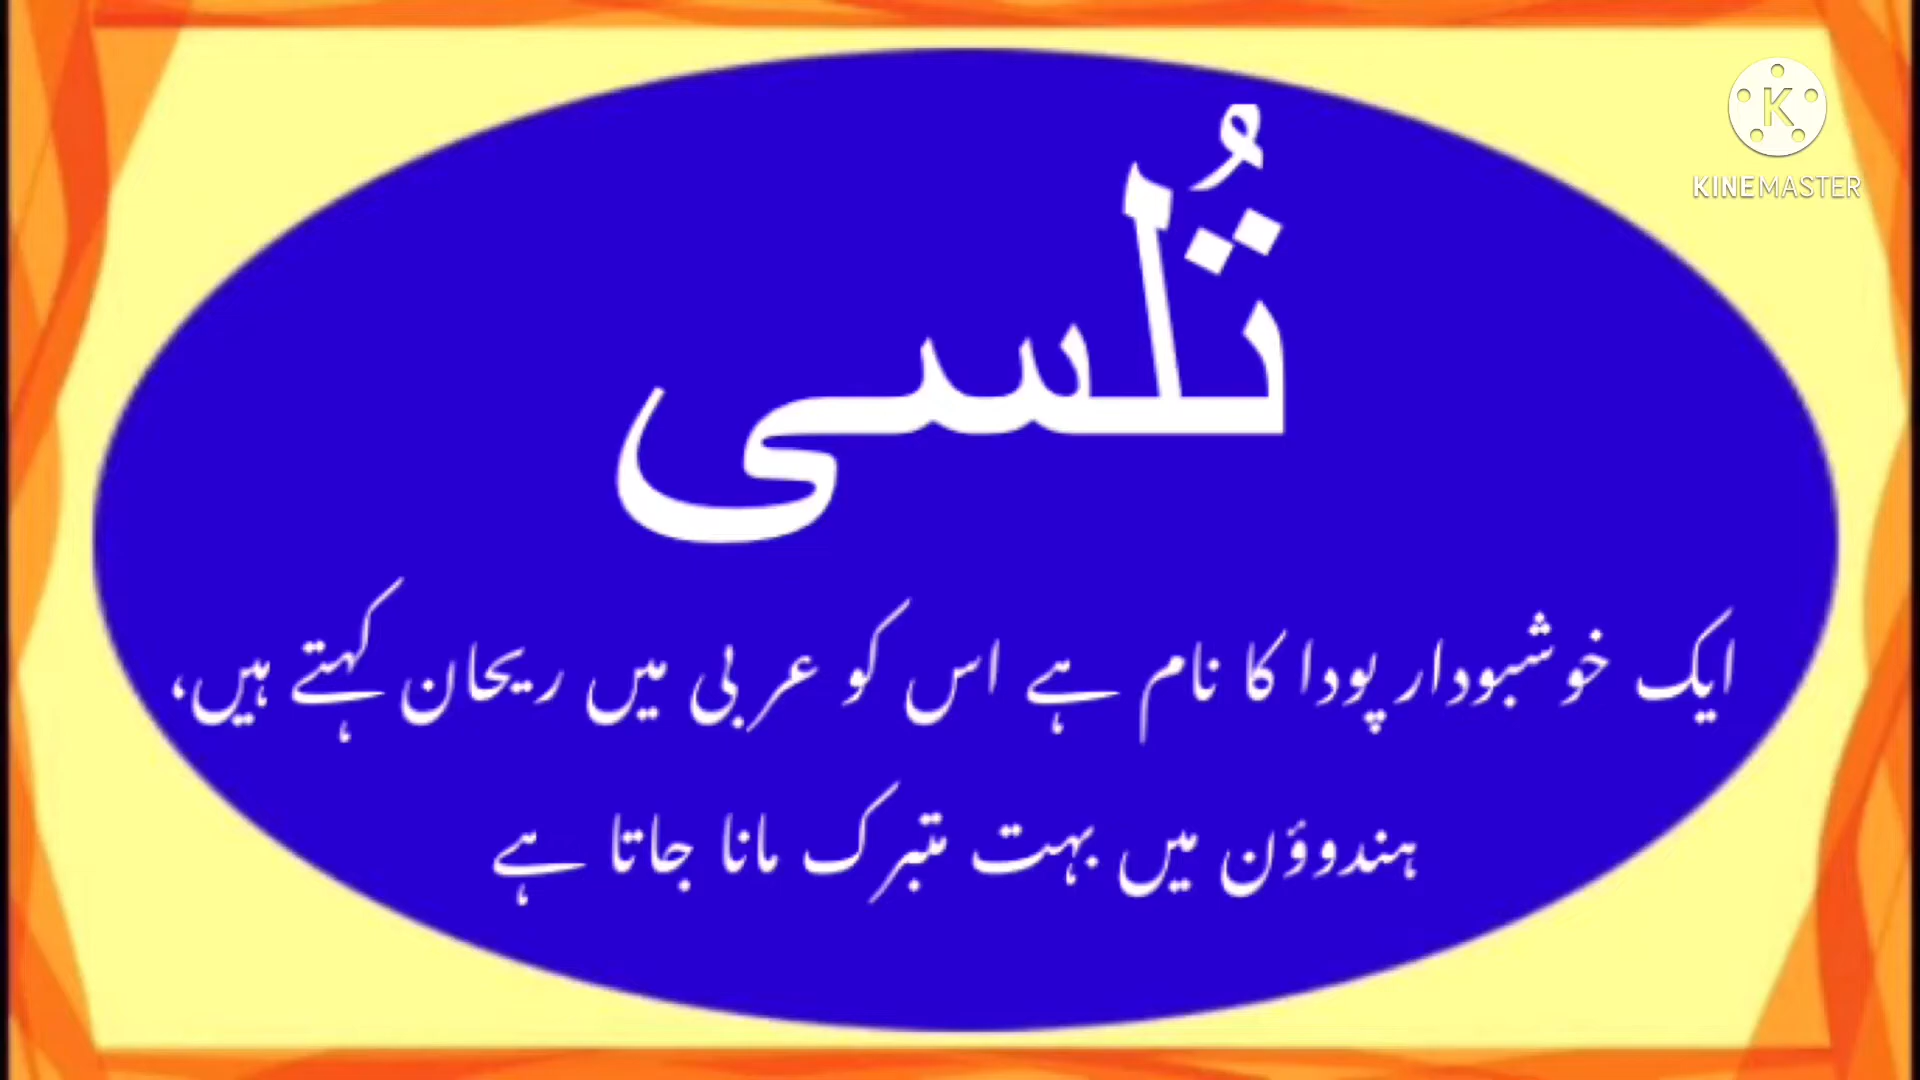 K
KINEMASTER
تُلسی
ایک خوشبودار پودا کا نام ہے اس کو عربی میں ریحان کہتے ہیں،
ہندوؤن میں بہت متبرک مانا جاتا ہے